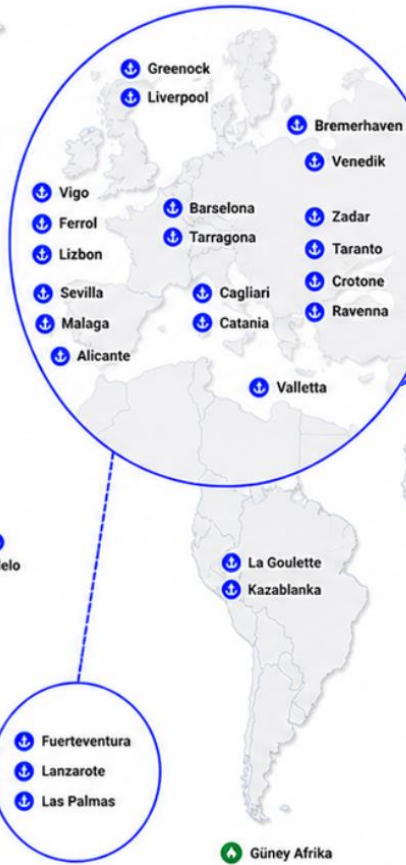 Greenock
Liverpool
Bremerhaven
Venedik
Vigo
Barselona
Ferrol
Zadar
Tarragona
Lizbon
Taranto
Sevilla
Cagliari
Crotone
Malaga
Catania
Ravenna
Alicante
Valletta
elo
La Goulette
Kazablanka
Fuerteventura
Lanzarote
Las Palmas
Güney Afrika